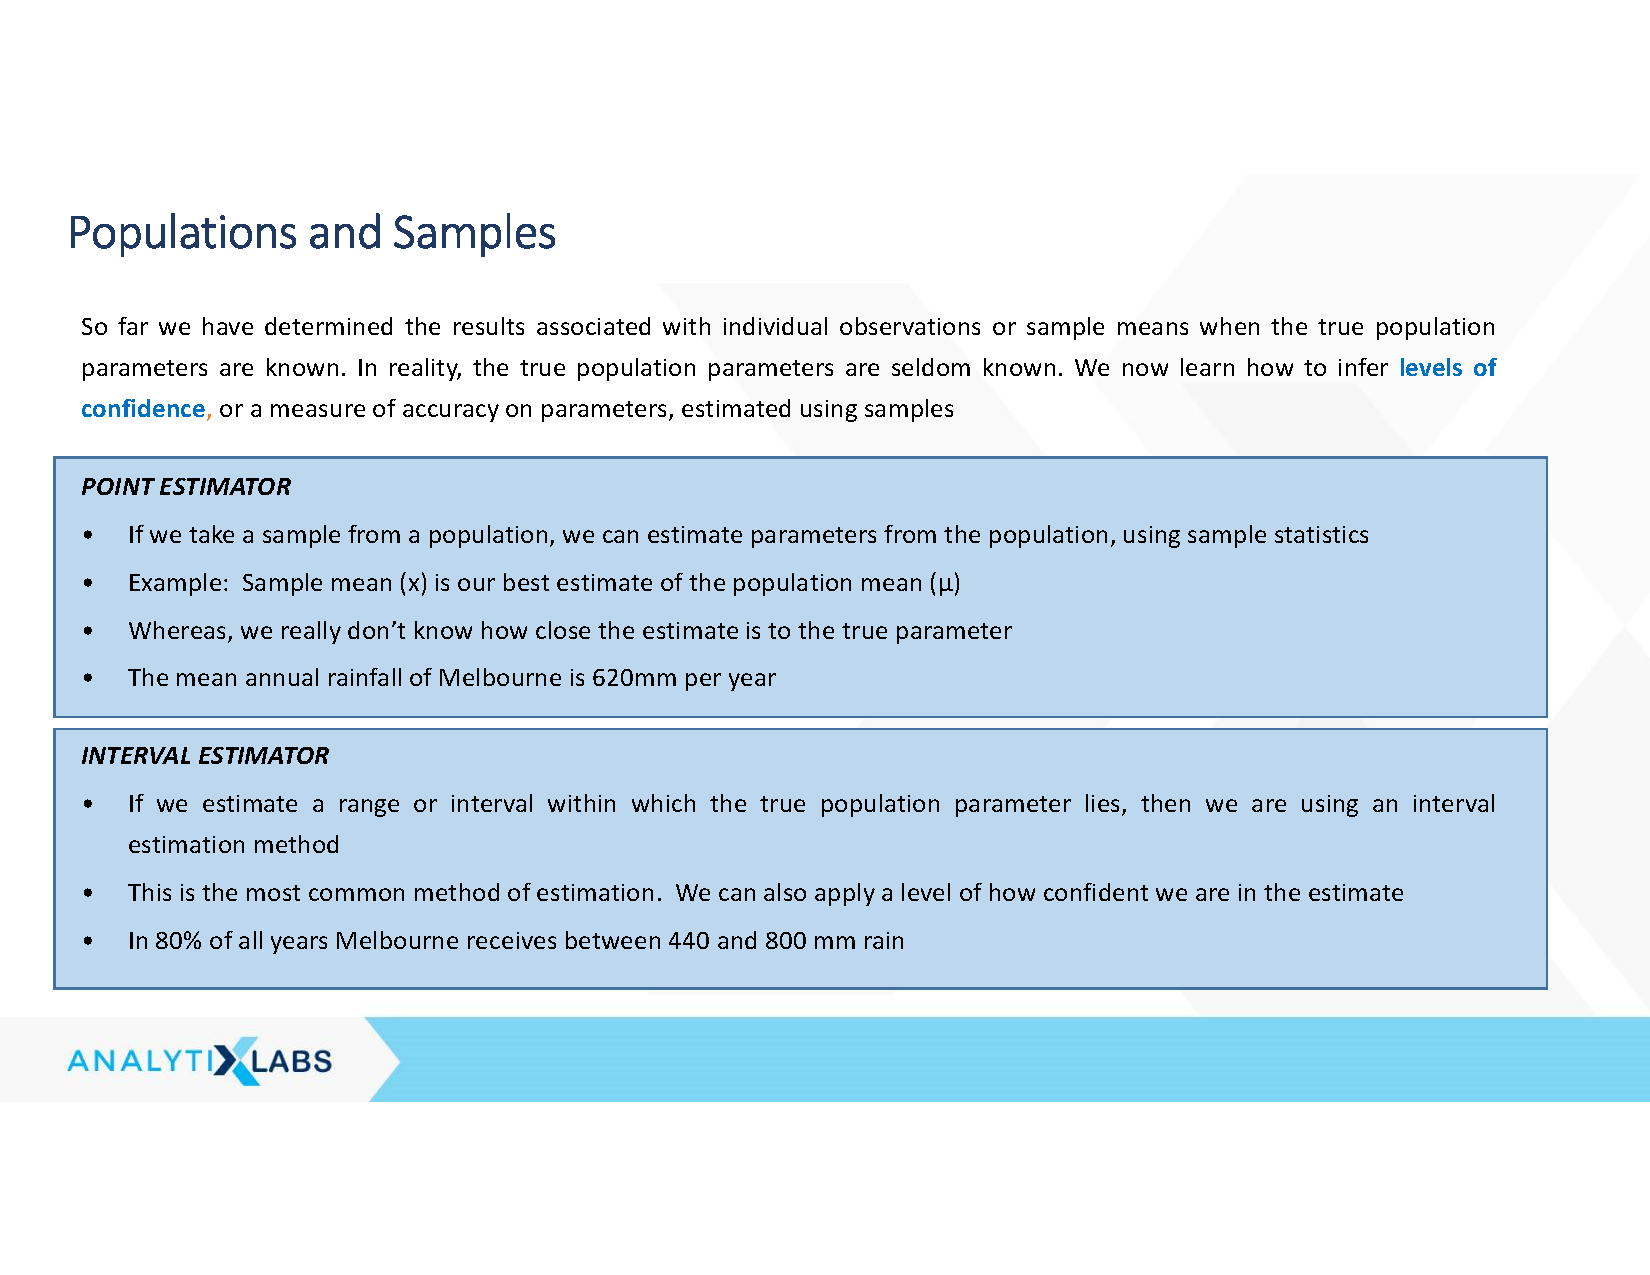 Populations and Samples
So far we have determined the results associated with individual observations or sample means when the true population
parameters are known. In reality, the true population parameters are seldom known. We now learn how to infer levels of
confidence, or a measure of accuracy on parameters, estimated using samples
POINT ESTIMATOR
• If we take a sample from a population, we can estimate parameters from the population, using sample statistics
• Example: Sample mean (x) is our best estimate of the population mean (μ)
• Whereas, we really don’t know how close the estimate is to the true parameter
• The mean annual rainfall of Melbourne is 620mm per year
INTERVAL ESTIMATOR
• If we estimate a range or interval within which the true population parameter lies, then we are using an interval
estimation method
• This is the most common method of estimation. We can also apply a level of how confident we are in the estimate
• In 80% of all years Melbourne receives between 440 and 800 mm rain
ANALYTIXLABS